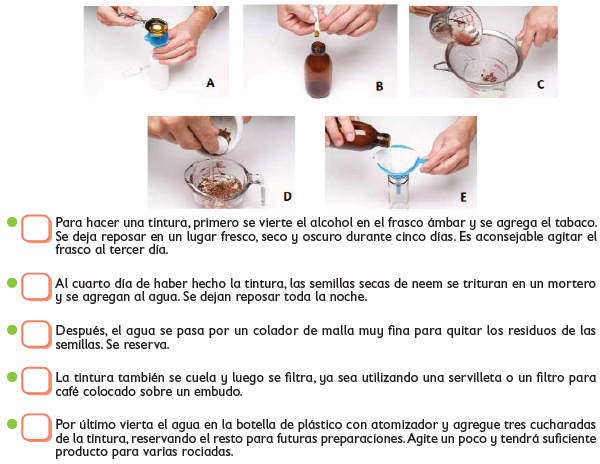 A
B
C
D
E
Para hacer una tintura, primero se vierte el alcohol en el frasco ámbar y se agrega el tabaco.
Se deja reposar en un lugar fresco, seco y oscuro durante cinco días. Es aconsejable agitar el
frasco al tercer día.
Al cuarto día de haber hecho la tintura, las semillas secas de neem se trituran en un mortero
y se agregan al agua. Se dejan reposar toda la noche.
Después, el agua se pasa por un colador de malla muy fina para quitar los residuos de las
semillas. Se reserva.
La tintura también se cuela y luego se filtra, ya sea utilizando una servilleta o un filtro para
café colocado sobre un embudo.
Por último vierta el agua en la botella de plástico con atomizador y agregue tres cucharadas
de la tintura, reservando el resto para futuras preparaciones. Agite un poco y tendrá suficiente
producto para varias rociadas.